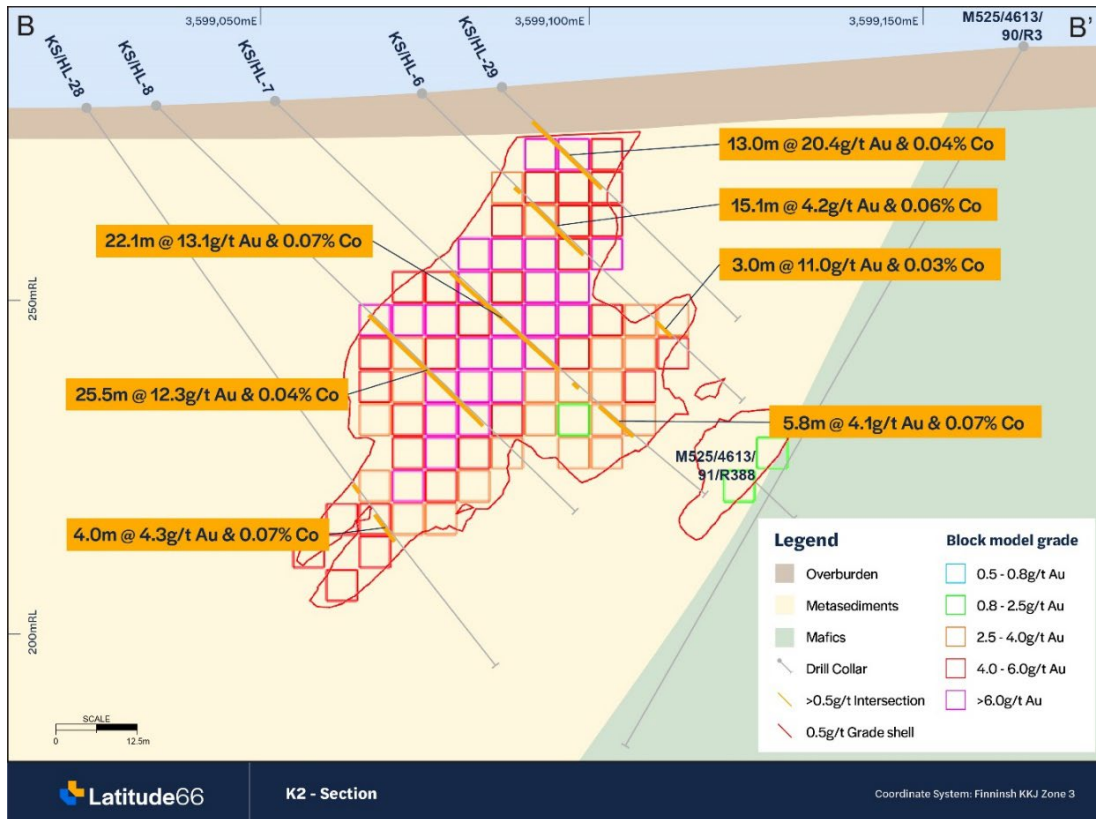 B
3,599,050mE
3,599,100mE
3,599,150mE
M525/4613/
90/R3
B'
KS/HL-28
KS/HL-8
KS/HL-7
KS/HL-6
KS/HL-29
13.0m @ 20.4g/t Au & 0.04% Co
15.1m @ 4.2g/t Au & 0.06% Co
22.1m @ 13.1g/t Au & 0.07% Co
3.0m @ 11.0g/t Au & 0.03% Co
250mRL
25.5m @ 12.3g/t Au & 0.04% Co
5.8m @ 4.1g/t Au & 0.07% Co
M525/4613/
91/R388
4.0m @ 4.3g/t Au & 0.07% Co
200mRL
Legend
Overburden
Metasediments
Mafics
Drill Collar
>0.5g/t Intersection
0.5g/t Grade shell
Block model grade
0.5 - 0.8g/t Au
0.8 - 2.5g/t Au
2.5 - 4.0g/t Au
4.0 - 6.0g/t Au
>6.0g/t Au
SCALE
0 12.5m
Latitude66
K2 - Section
Coordinate System: Finninsh KKJ Zone 3